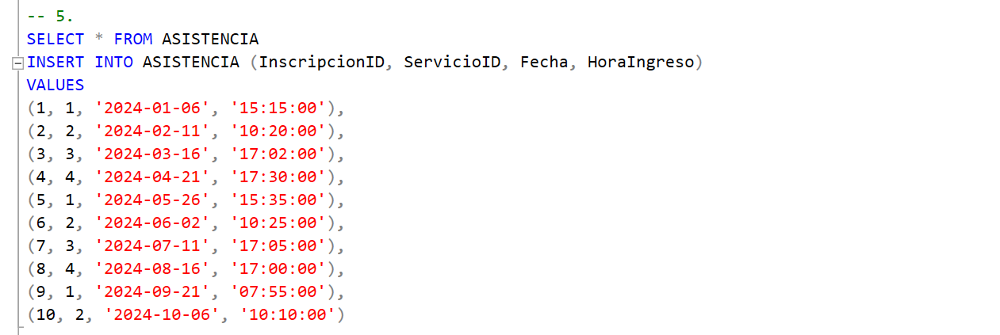 -- 5.
SELECT * FROM ASISTENCIA
INSERT INTO ASISTENCIA (InscripcionID, ServicioID, Fecha, HoraIngreso)
VALUES
(1, 1, '2024-01-06', '15:15:00'),
(2, 2, '2024-02-11', '10:20:00'),
(3, 3, '2024-03-16', '17:02:00'),
(4, 4, '2024-04-21', '17:30:00'),
(5, 1, '2024-05-26', '15:35:00'),
(6, 2, '2024-06-02', '10:25:00'),
(7, 3, '2024-07-11', '17:05:00'),
(8, 4, '2024-08-16', '17:00:00'),
(9, 1, '2024-09-21', '07:55:00'),
(10, 2, '2024-10-06', '10:10:00')